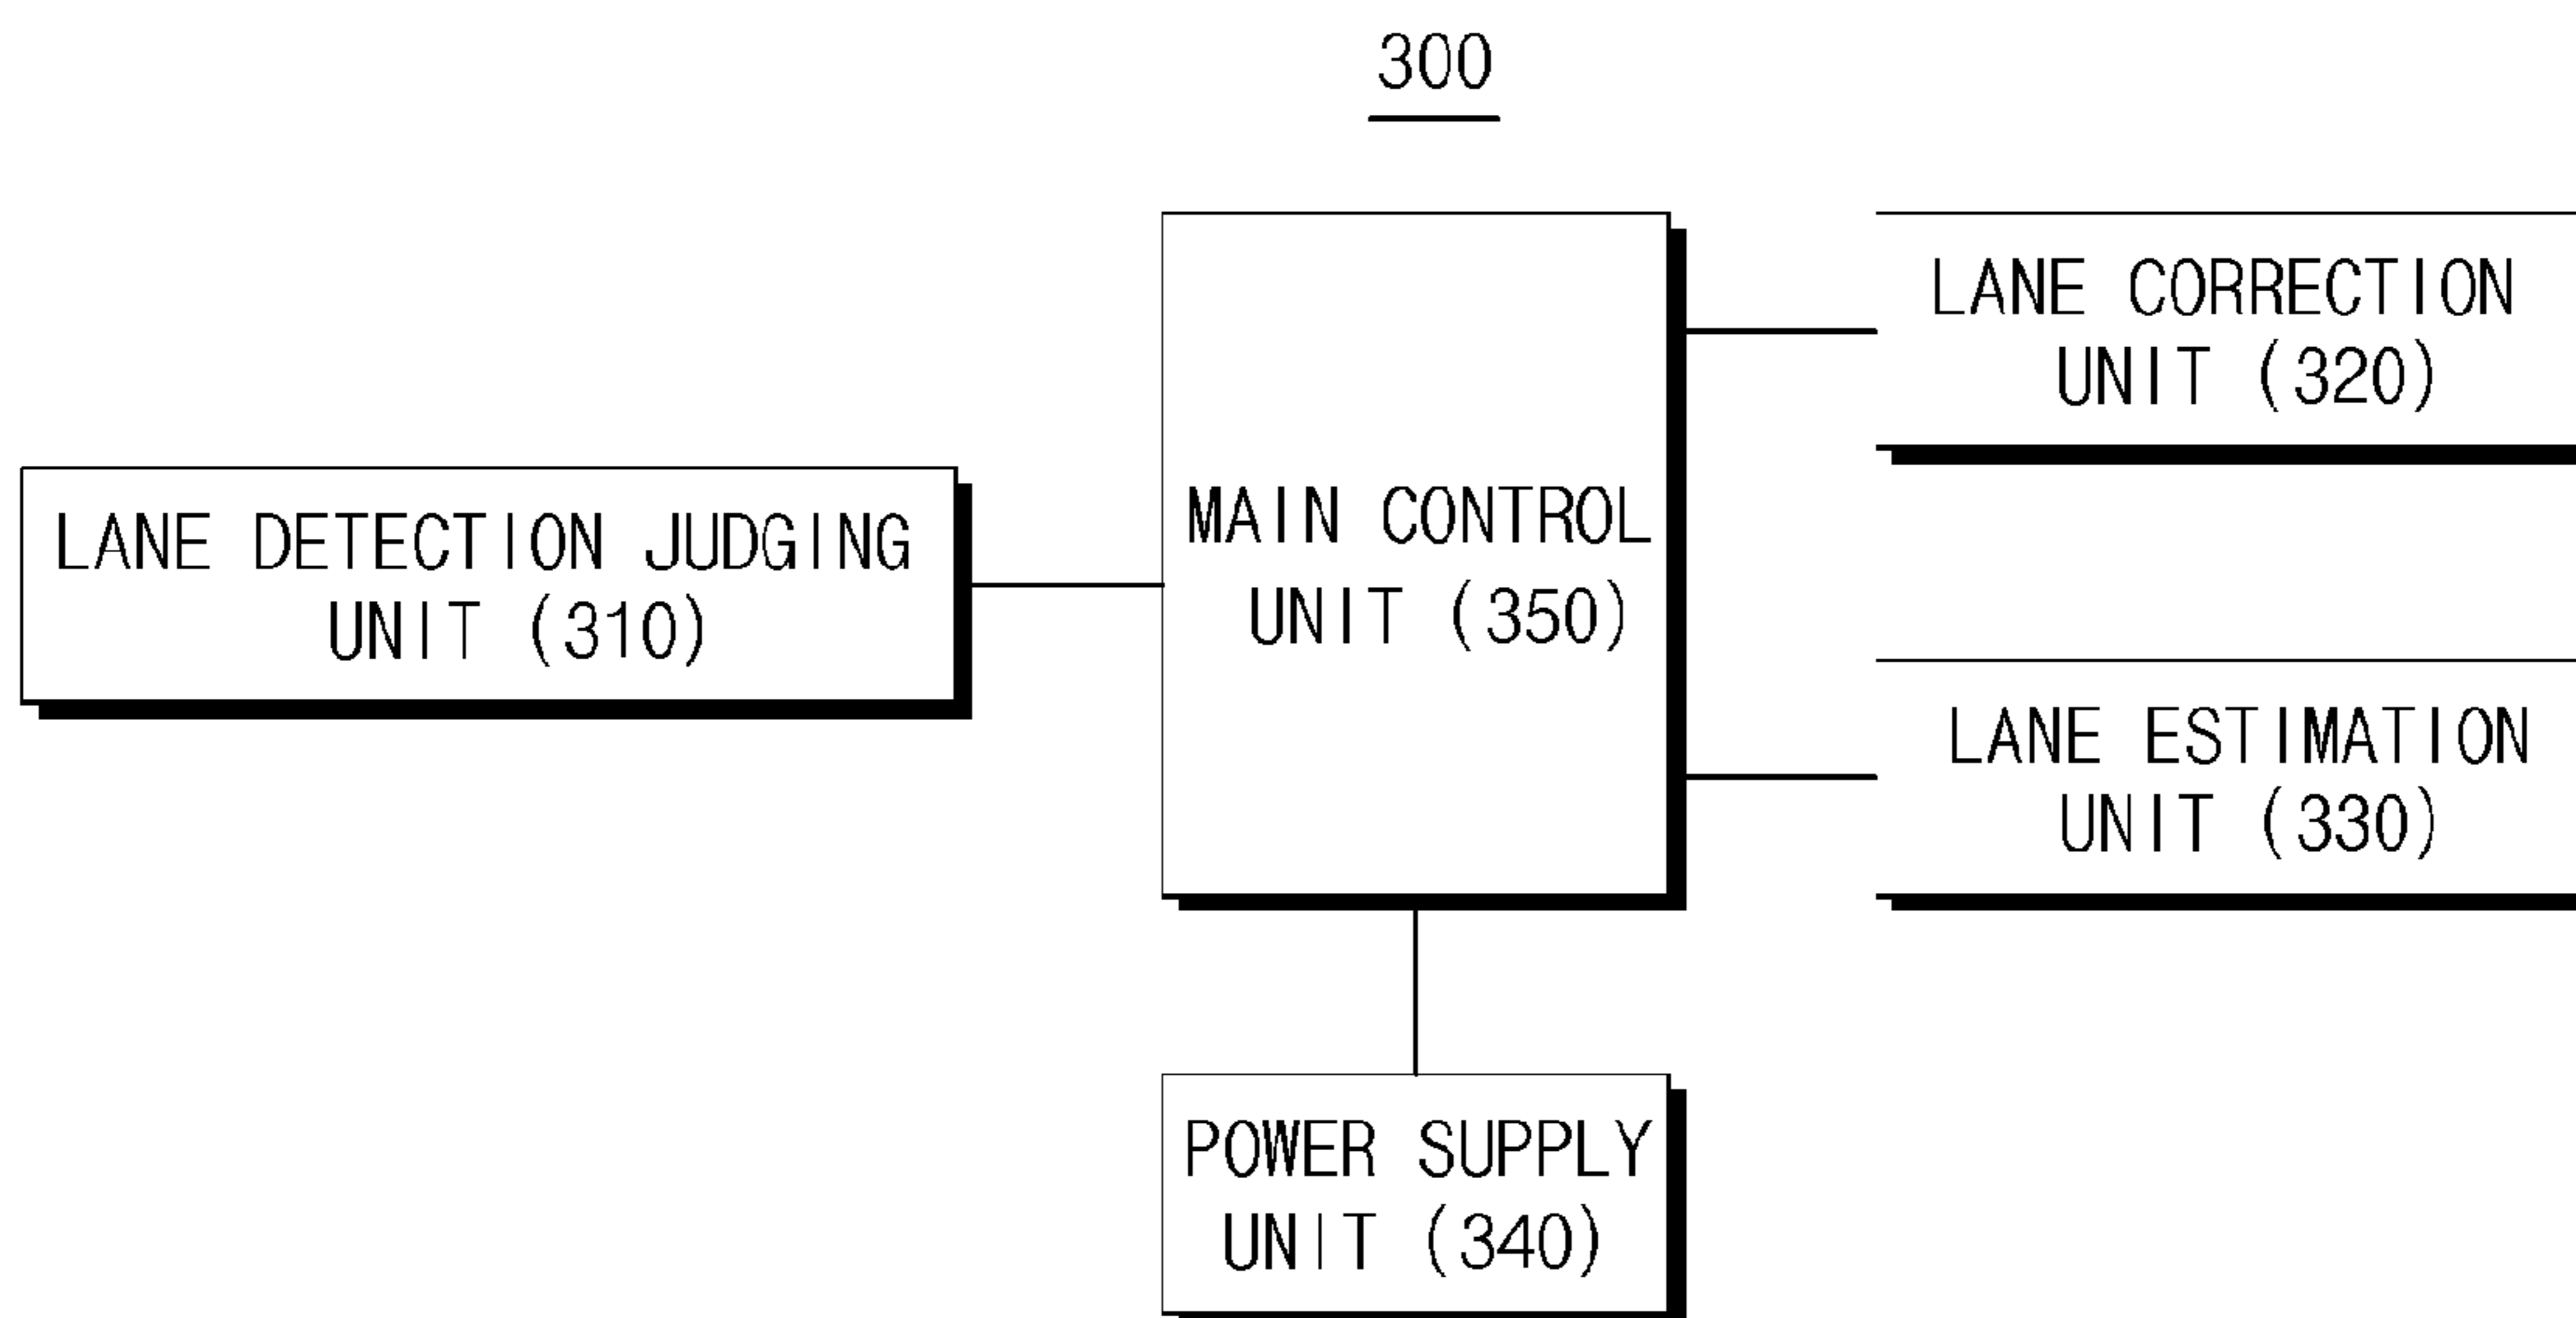 300
LANE DETECTION JUDGING
UNIT (310)
MAIN CONTROL
UNIT (350)
LANE CORRECTION
UNIT (320)
LANE ESTIMATION
UNIT (330)
POWER SUPPLY
UNIT (340)